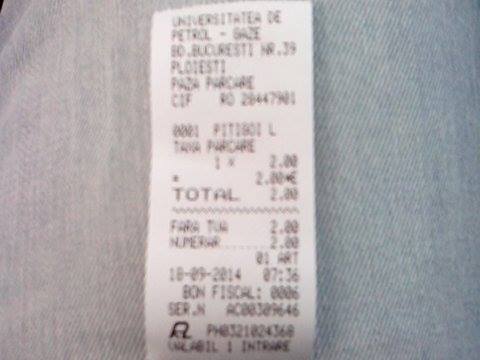 UNIVERSITATEA DE
PETROL - GAZE
BD.BUCURESTI NR.39
PLOIESTI
PAZA PARCARE
CIF RO 28447901
0001 PITIGOI L
TAXA PARCARE
1 X 2.00
* 2.00*E
TOTAL 2.00
FARA TVA 2.00
NUMERAR 2.00
01 ART
18-09-2014 07:36
BON FISCAL: 0006
SER.N AC00309646
PH0321024368
VALABIL 1 INTRARE